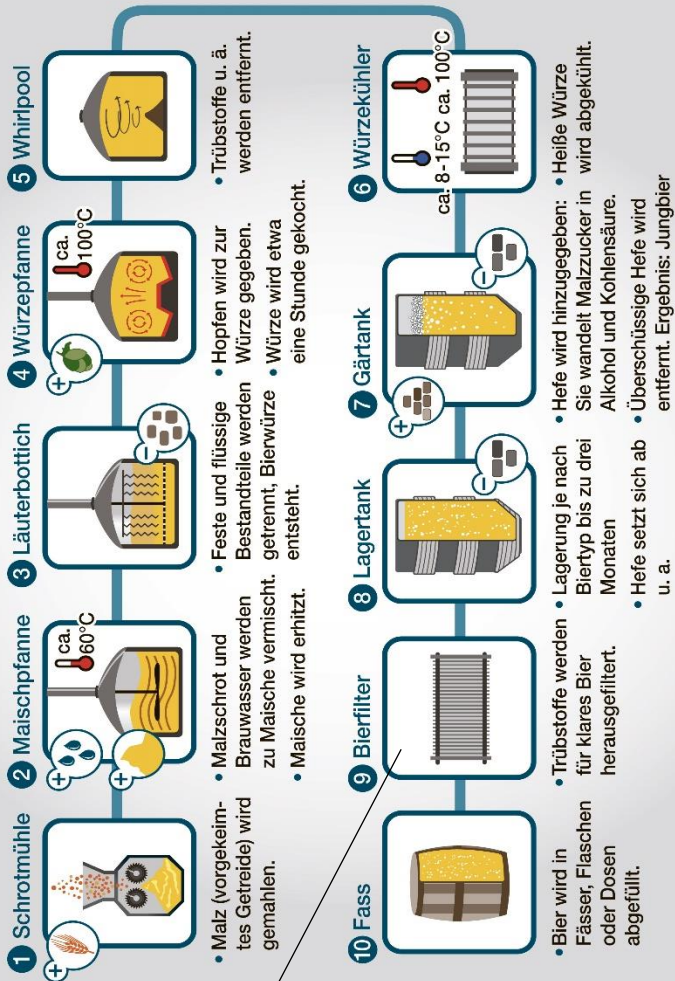 1 Schrotmühle
• Malz (vorgekeim-
tes Getreide) wird
gemahlen.
2 Maischpfanne
ca.
60°C
• Malzschrot und
Brauwasser werden
zu Maische vermischt.
• Maische wird erhitzt.
3 Läuterbottich
• Feste und flüssige
Bestandteile werden
getrennt, Bierwürze
entsteht.
4 Würzepfanne
ca.
100°C
• Hopfen wird zur
Würze gegeben.
• Würze wird etwa
eine Stunde gekocht.
5 Whirlpool
• Trübstoffe u. ä.
werden entfernt.
6 Würzekühler
ca. 8-15°C ca. 100°C
• Heiße Würze
wird abgekühlt.
7 Gärtank
• Hefe wird hinzugegeben:
Sie wandelt Malzzucker in
Alkohol und Kohlensäure.
• Überschüssige Hefe wird
entfernt. Ergebnis: Jungbier
8 Lagertank
• Lagerung je nach
Biertyp bis zu drei
Monaten
• Hefe setzt sich ab
u. a.
9 Bierfilter
• Trübstoffe werden
für klares Bier
herausgefiltert.
10 Fass
• Bier wird in
Fässer, Flaschen
oder Dosen
abgefüllt.